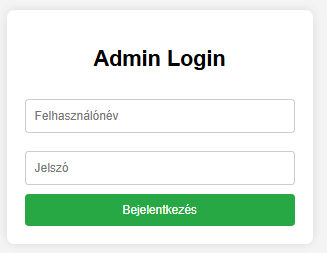 Admin Login
Felhasználónév
Jelszó
Bejelentkezés